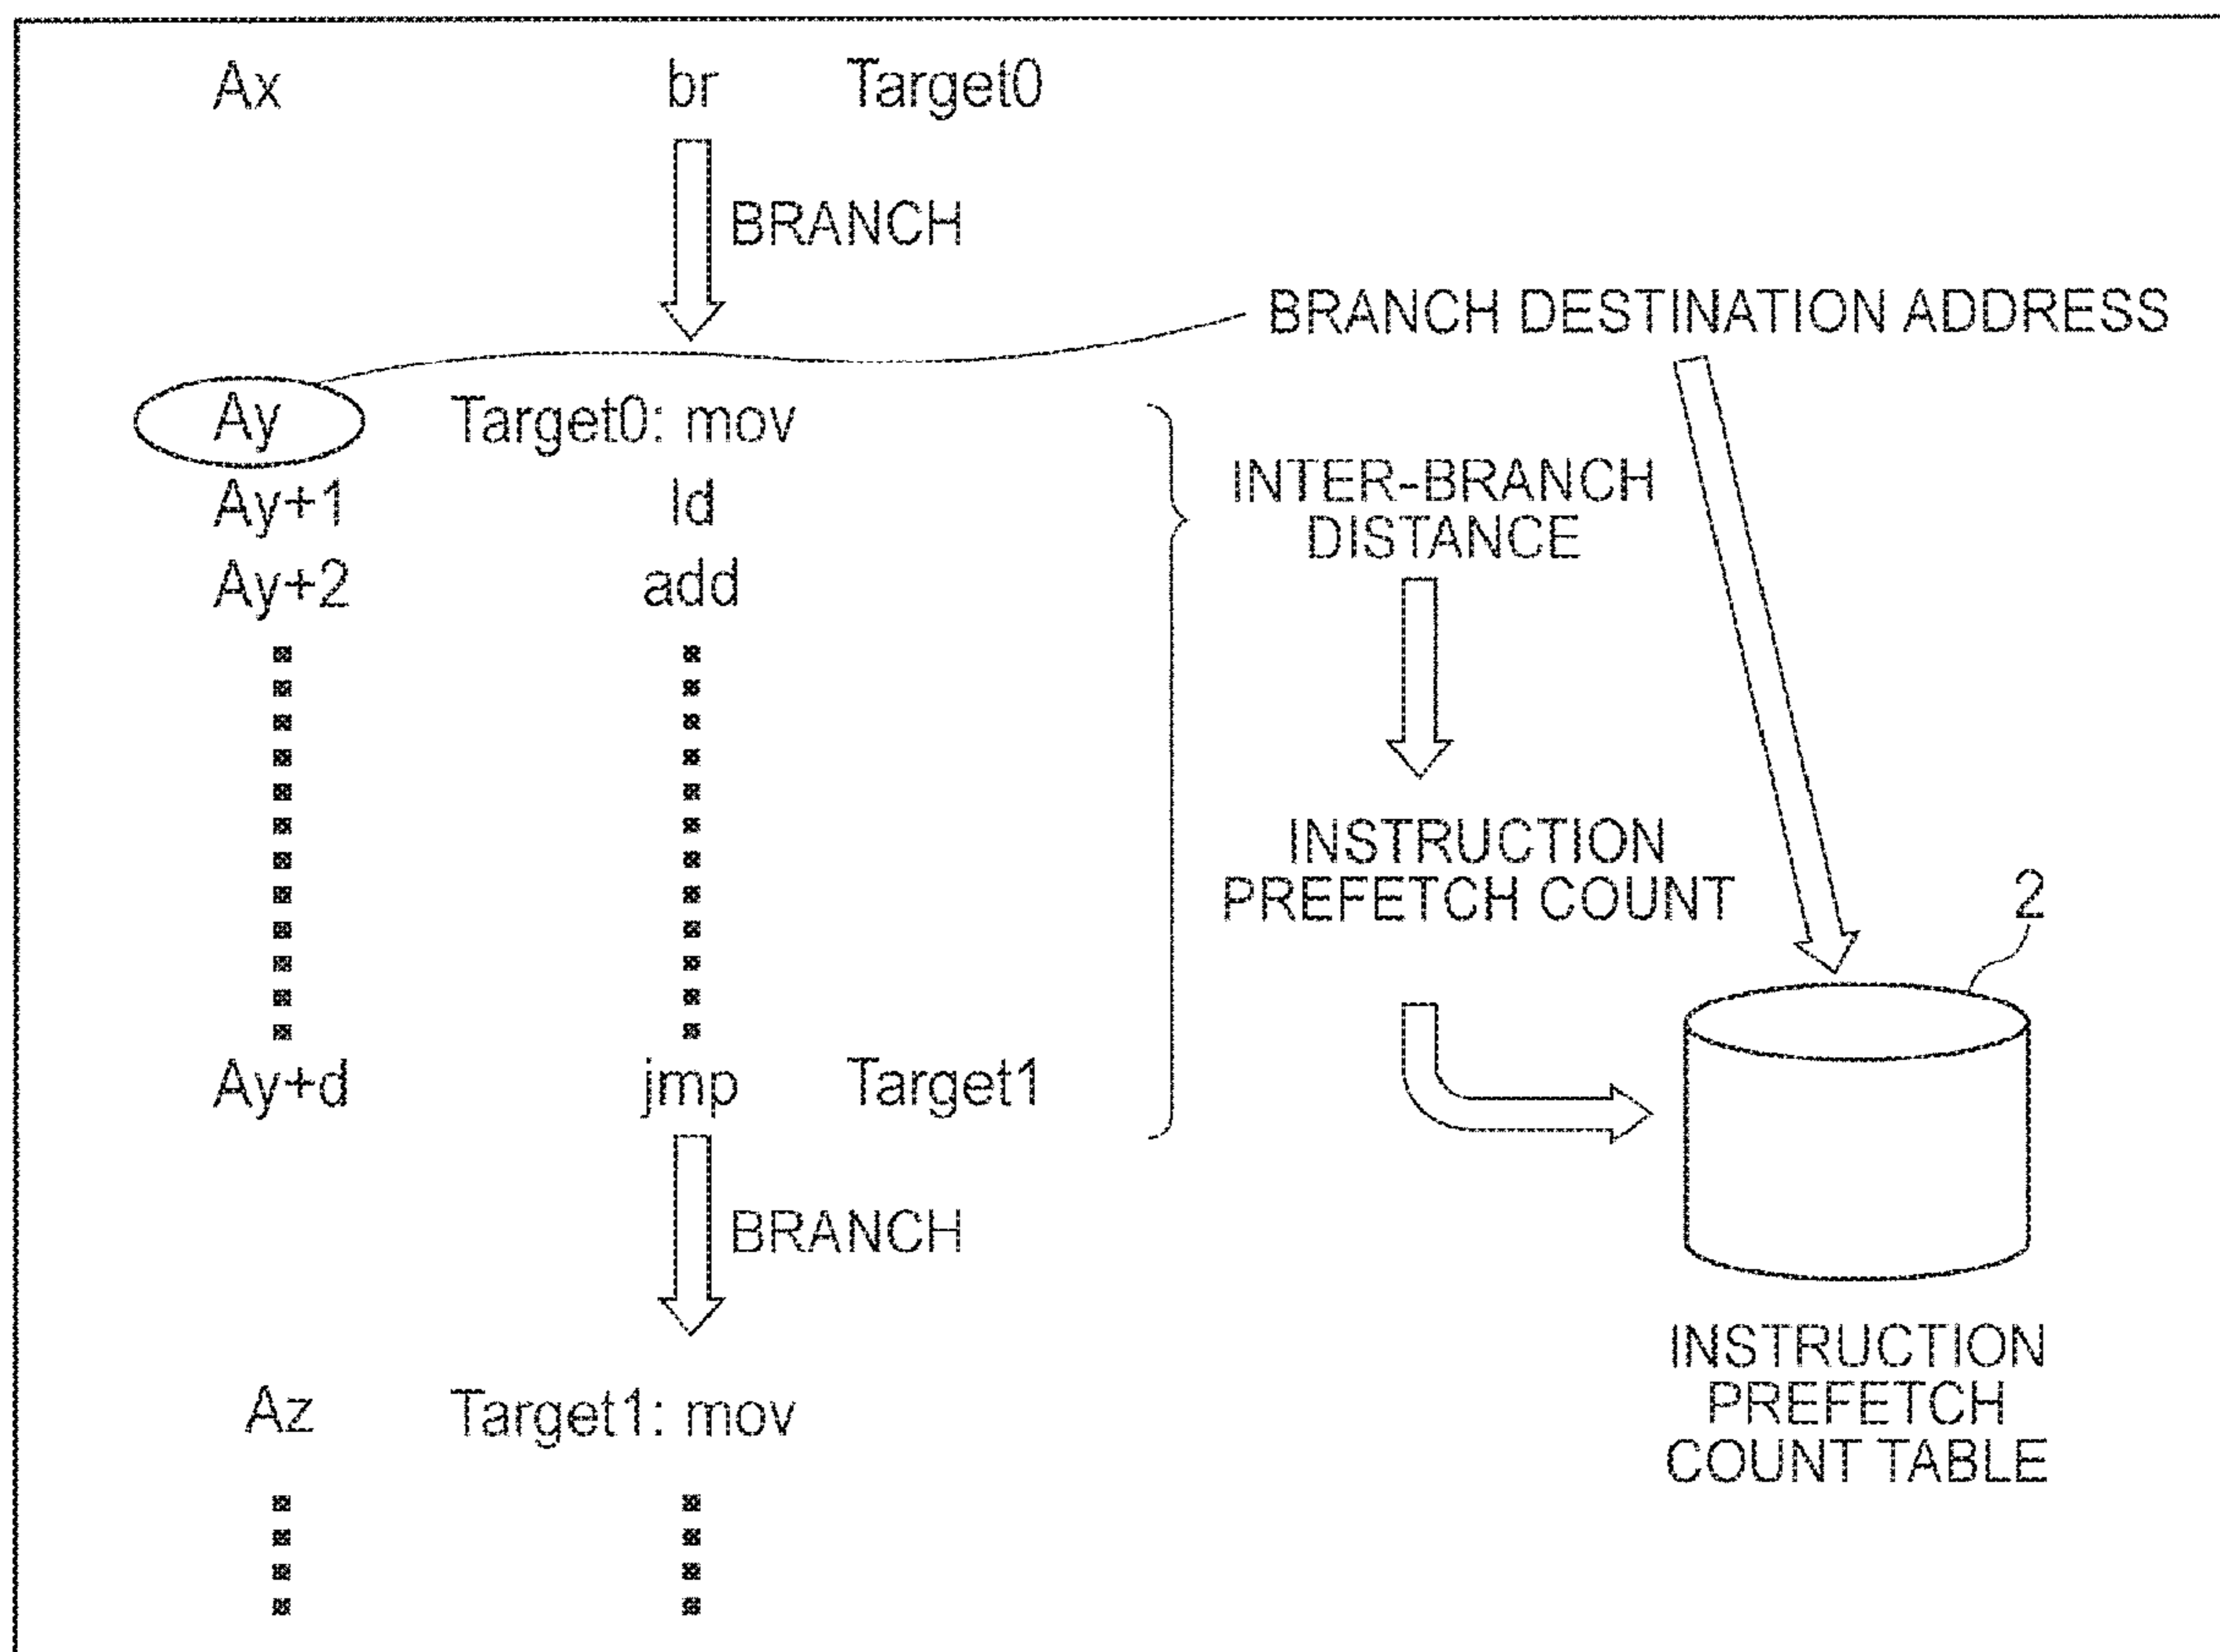 Ax br Target0
BRANCH
BRANCH DESTINATION ADDRESS
Ay Target0: mov
Ay+1 ld
Ay+2 add
INTER-BRANCH
DISTANCE
INSTRUCTION
PREFETCH COUNT
2
Ay+d jmp Target1
BRANCH
INSTRUCTION
PREFETCH
COUNT TABLE
Az Target1: mov